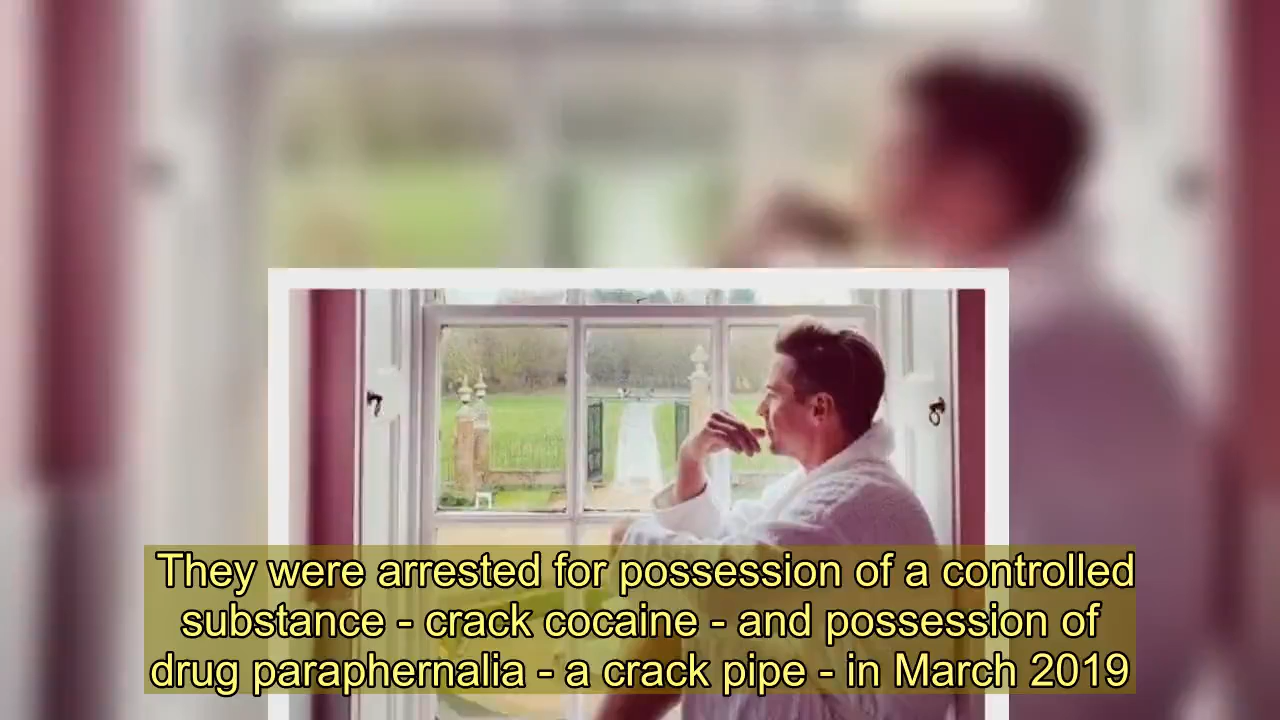 They were arrested for possession of a controlled
substance - crack cocaine - and possession of
drug paraphernalia - a crack pipe - in March 2019